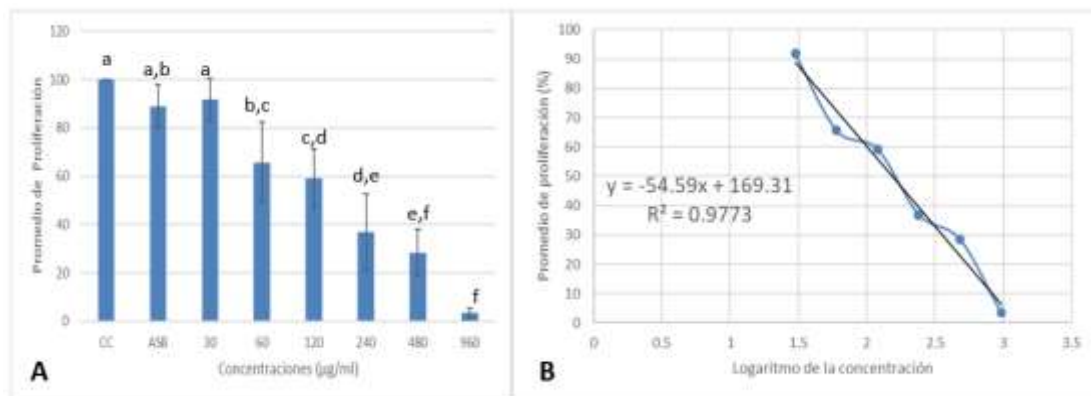 120
100
80
60
40
20
0
Promedio de Proliferación
a
a,b
a
b,c
c,d
d,e
e,f
f
CC
ASB
30
60
120
240
480
960
Concentraciones (µg/ml)
A
100
90
80
70
60
50
40
30
20
10
0
Promedio de proliferación (%)
y = -54.59x + 169.31
R² = 0.9773
0
0.5
1
1.5
2
2.5
3
3.5
Logaritmo de la concentración
B